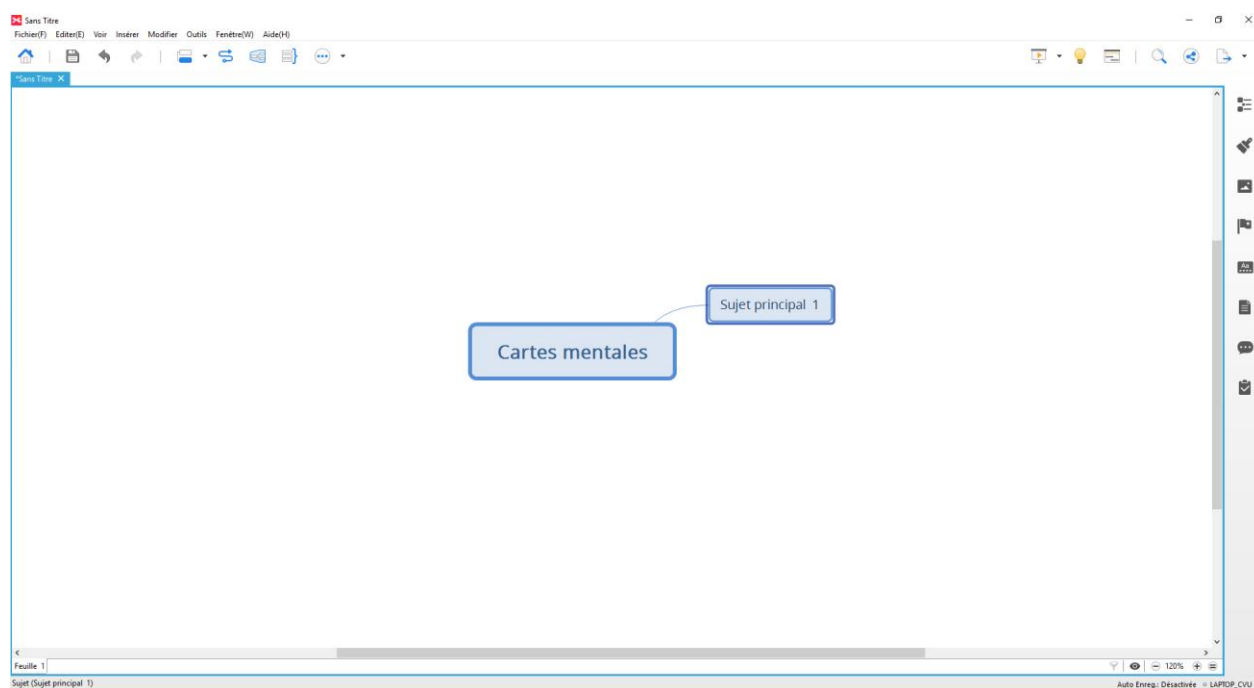 Sans Titre
Fichier(F) Editer(E) Voir Insérer Modifier Outils Fenêtre(W) Aide(H)
*Sans Titre
Sujet principal 1
Cartes mentales
Aa
Feuille 1
120%
Sujet (Sujet principal 1)
Auto Enreg.: Désactivée LAPTOP_CVU